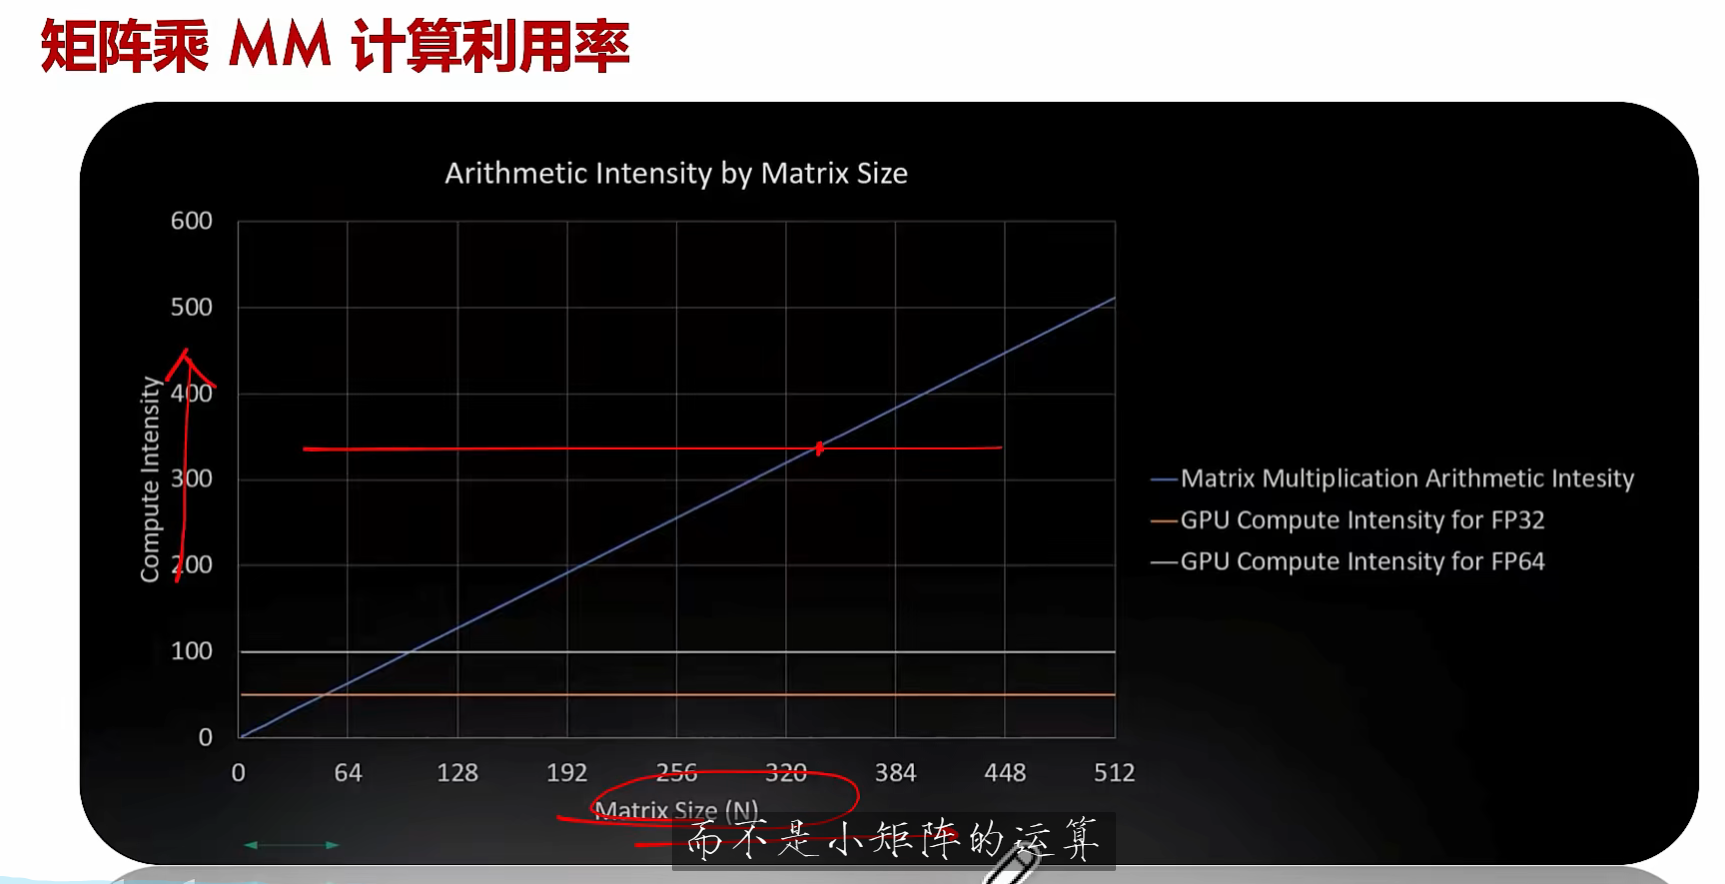 矩阵乘 MM 计算利用率
Arithmetic Intensity by Matrix Size
600
500
400
300
200
100
0
Compute Intensity
0 64 128 192 256 320 384 448 512
Matrix Size (N)
Matrix Multiplication Arithmetic Intesity
GPU Compute Intensity for FP32
GPU Compute Intensity for FP64
而不是小矩阵的运算